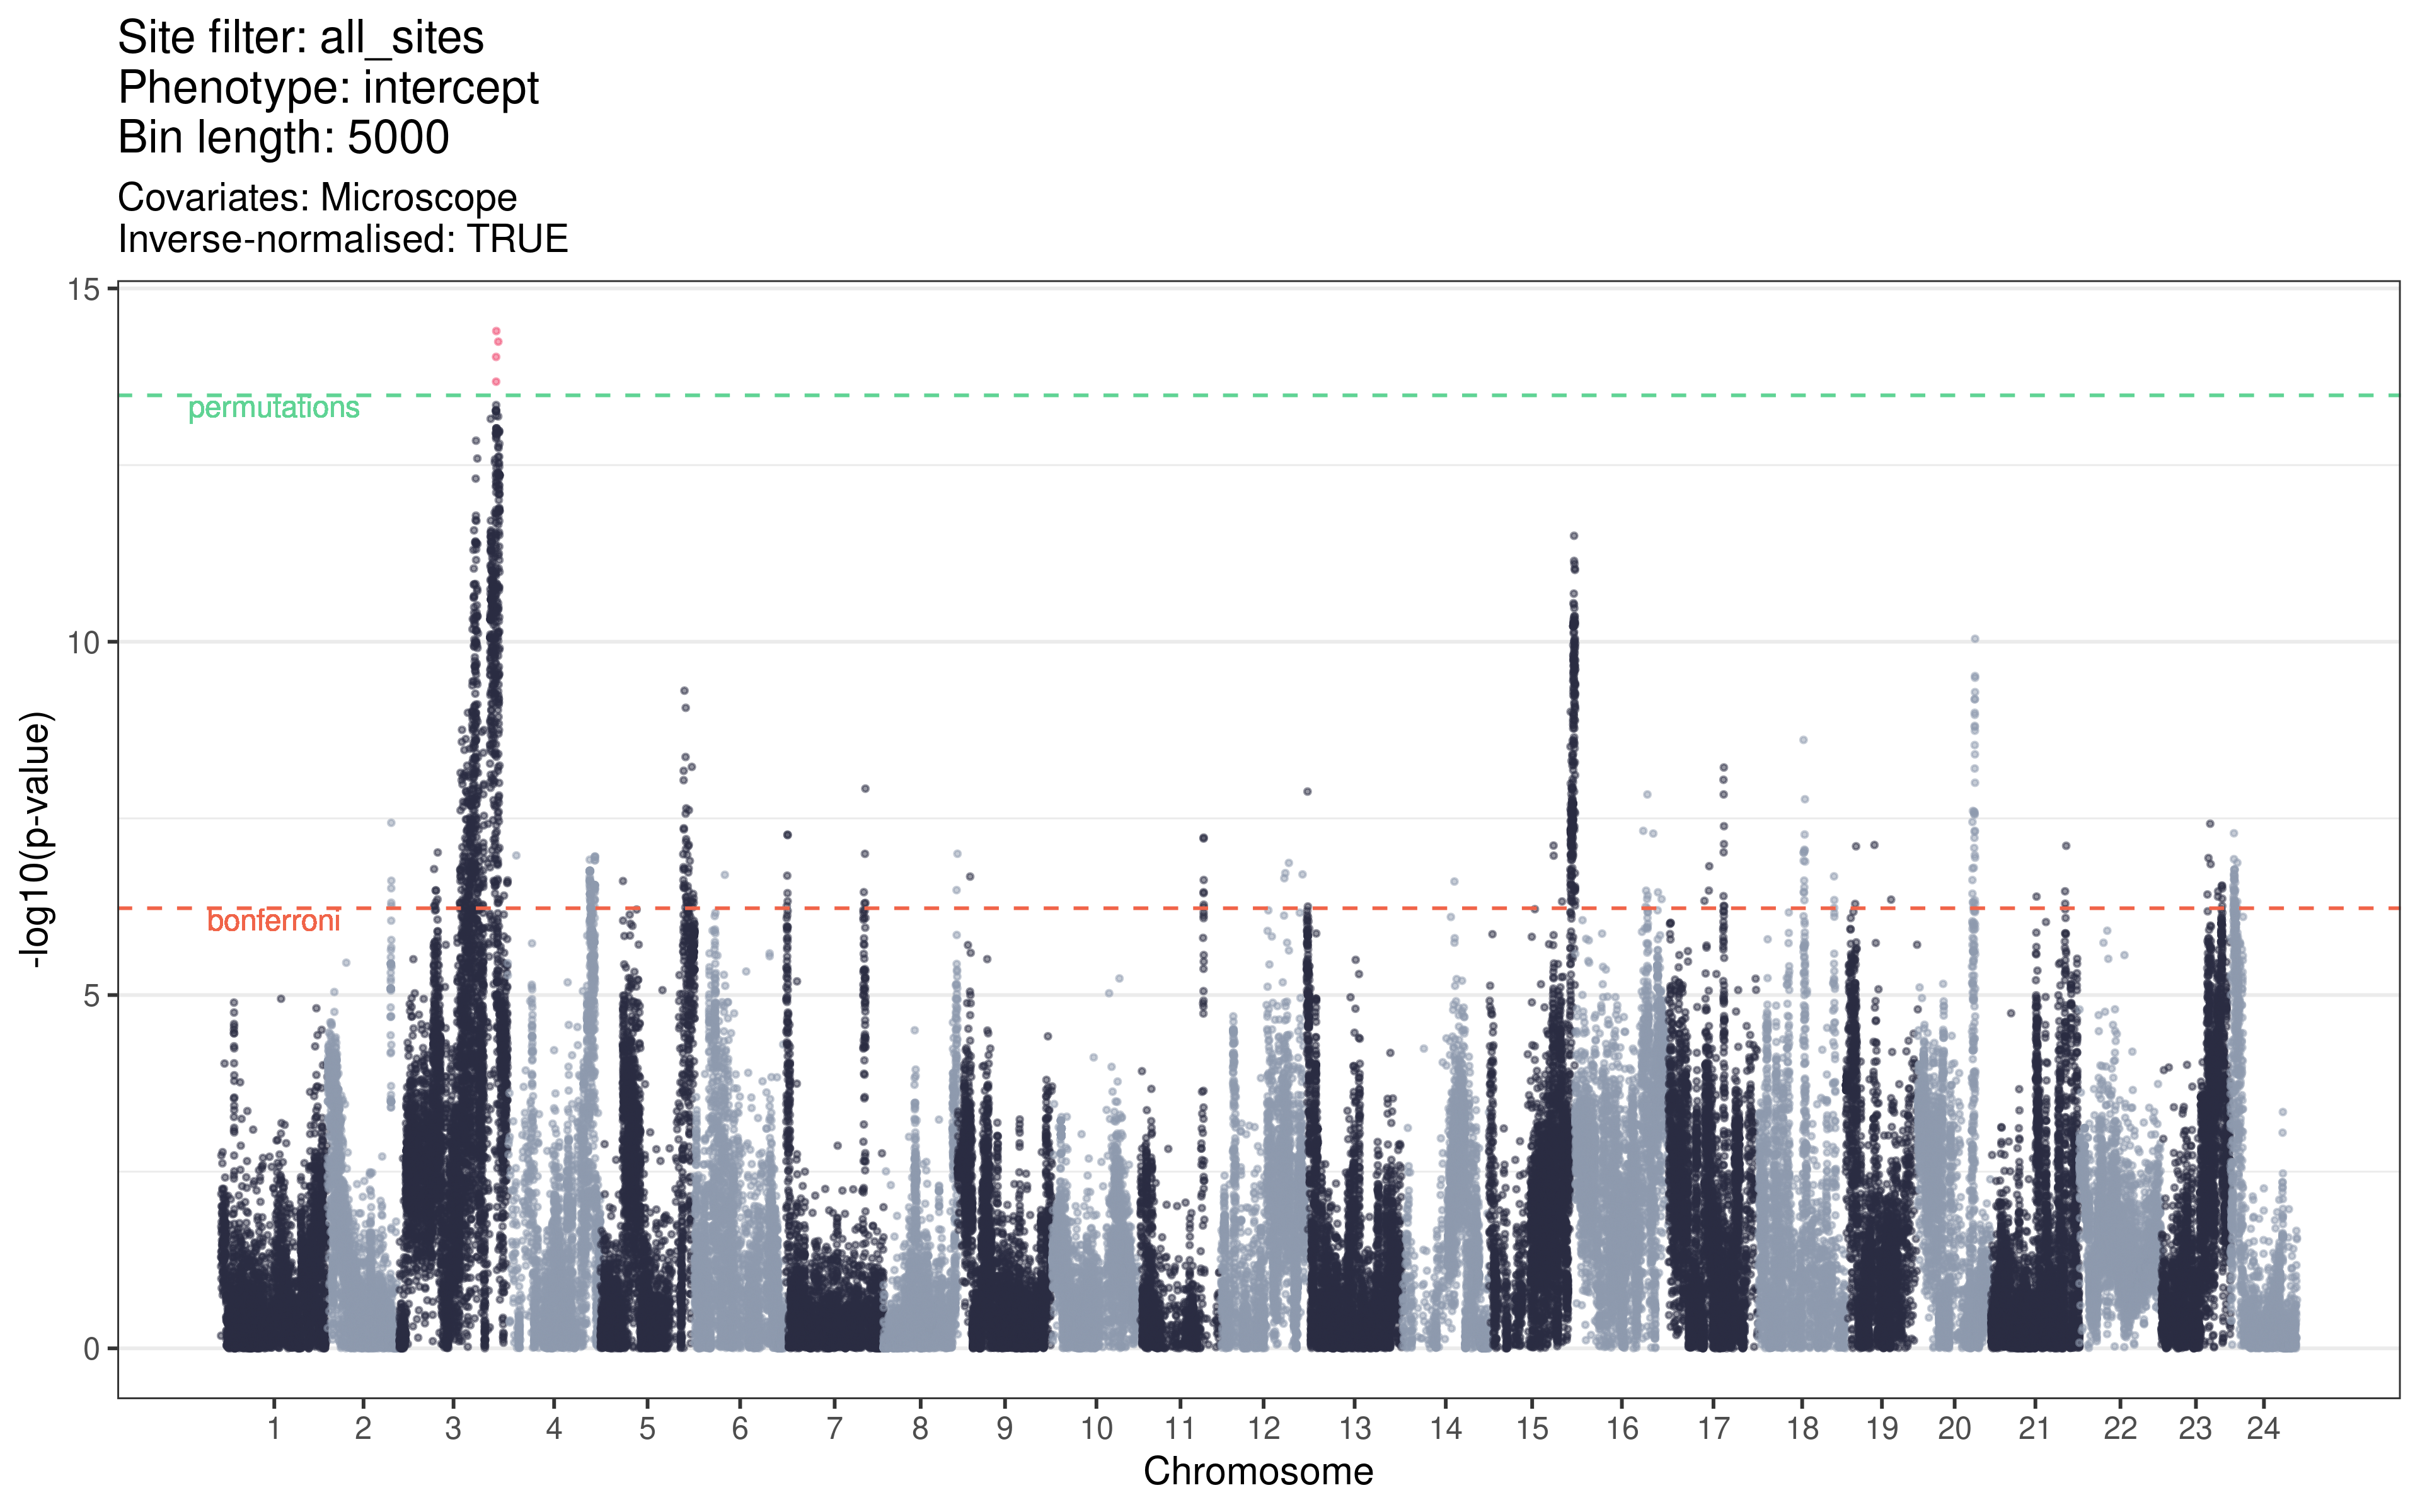 Site filter: all_sites
Phenotype: intercept
Bin length: 5000
Covariates: Microscope
Inverse-normalised: TRUE
15
permutations
10
bonferroni
5
0
-log10(p-value)
1 2 3 4 5 6 7 8 9 10 11 12 13 14 15 16 17 18 19 20 21 22 23 24
Chromosome